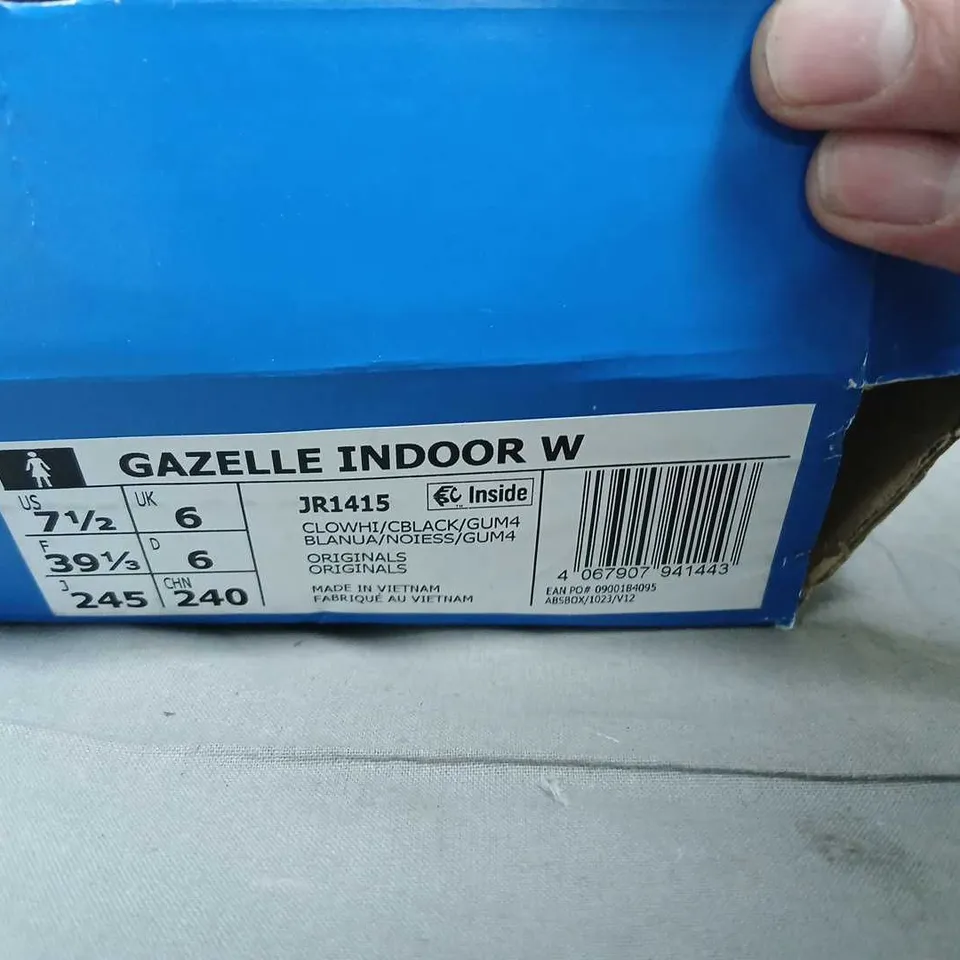 GAZELLE INDOOR W
US 7½ UK 6
F 39⅓ D 6
J 245 CHN 240
JR1415
Inside
CLOWHI/CBLACK/GUM4
BLANUA/NOIESS/GUM4
ORIGINALS
ORIGINALS
MADE IN VIETNAM
FABRIQUÉ AU VIETNAM
4 067907 941443
EAN PO# 0900184095
ABSBOX/1023/V12